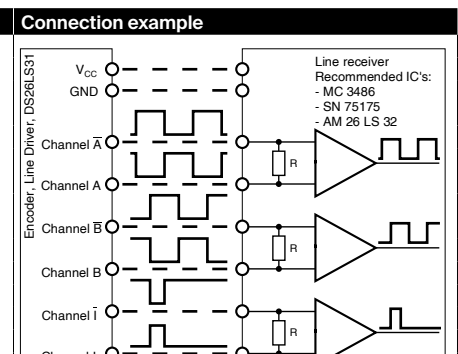 Connection example
Encoder, Line Driver, DS26LS31
VCC
GND
Line receiver
Recommended IC's:
- MC 3486
- SN 75175
- AM 26 LS 32
Channel A̅
R
Channel A
Channel B̅
R
Channel B
Channel I̅
R